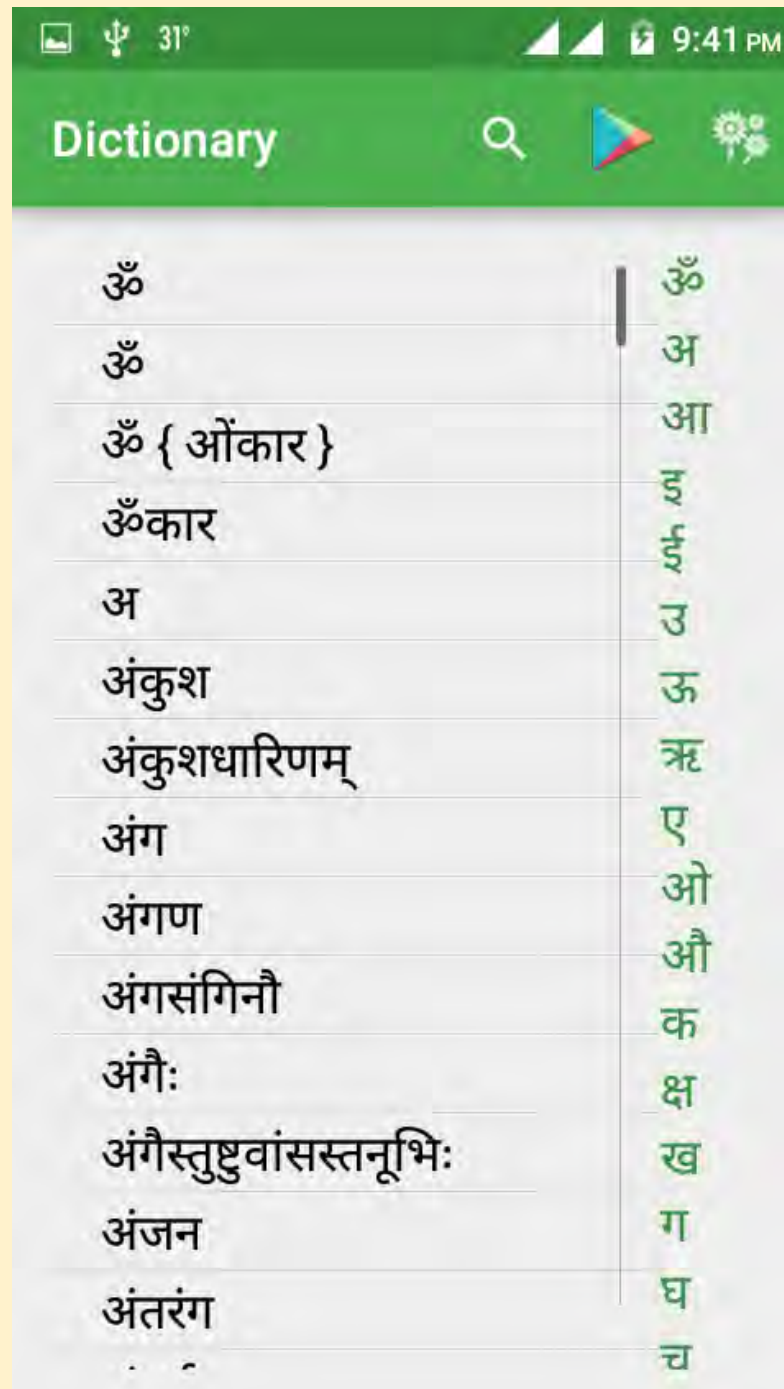 31°
9:41 PM
Dictionary
ॐ
ॐ
ॐ { ओंकार }
ॐकार
अ
अंकुश
अंकुशधारिणम्
अंग
अंगण
अंगसंगिनौ
अंगैः
अंगैस्तुष्टुवांसस्तनूभिः
अंजन
अंतरंग
ॐ
अ
आ
इ
ई
उ
ऊ
ऋ
ए
ओ
औ
क
क्ष
ख
ग
घ
च